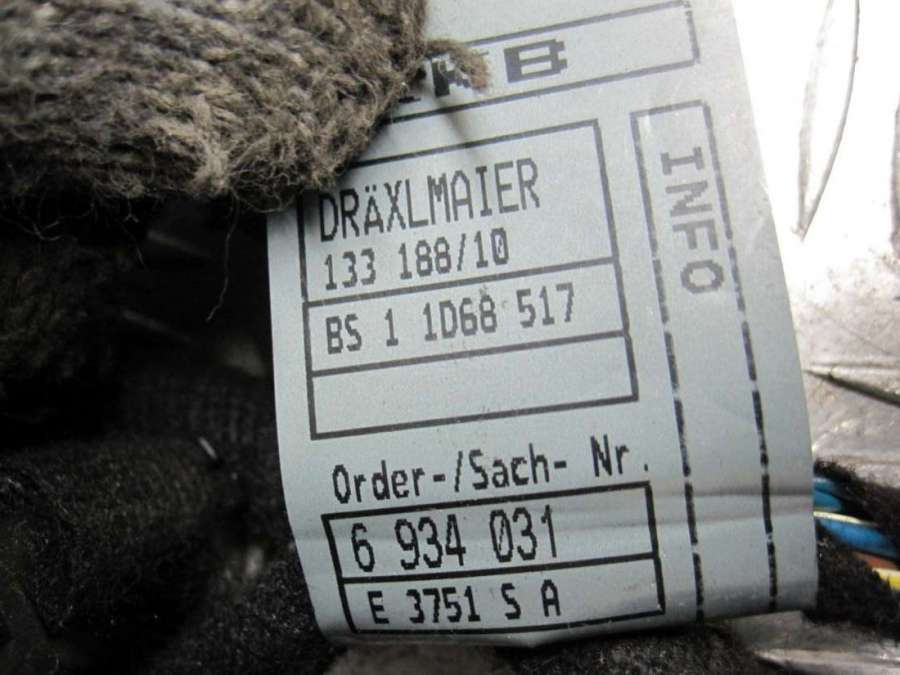 DRÄXLMAIER
133 188/10
BS 1 1D68 517
Order-/Sach- Nr.
6 934 031
E 3751 S A
INFO